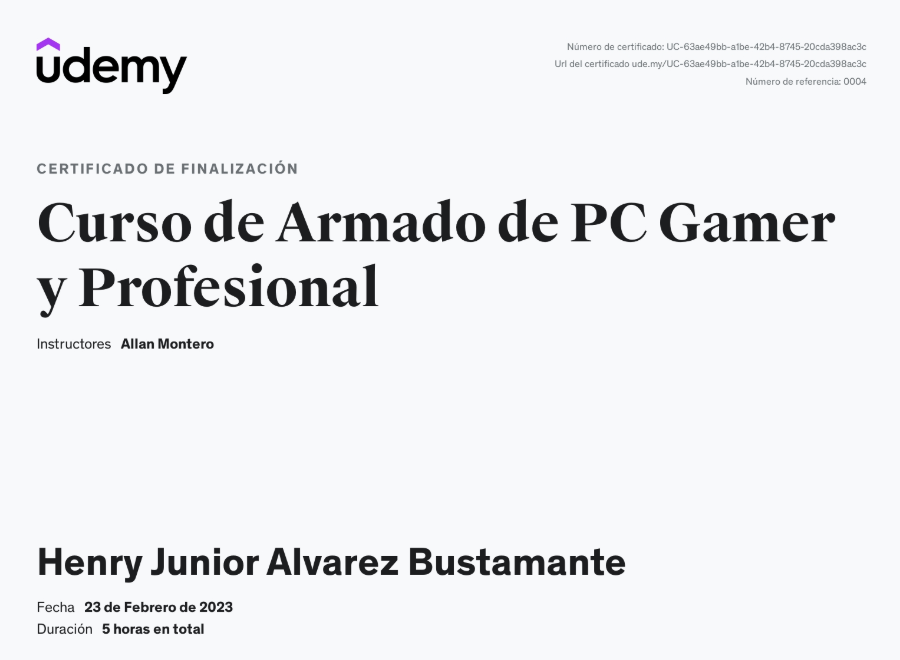 udemy
Número de certificado: UC-63ae49bb-a1be-42b4-8745-20cda398ac3c
Url del certificado ude.my/UC-63ae49bb-a1be-42b4-8745-20cda398ac3c
Número de referencia: 0004
CERTIFICADO DE FINALIZACIÓN
Curso de Armado de PC Gamer
y Profesional
Instructores Allan Montero
Henry Junior Alvarez Bustamante
Fecha 23 de Febrero de 2023
Duración 5 horas en total